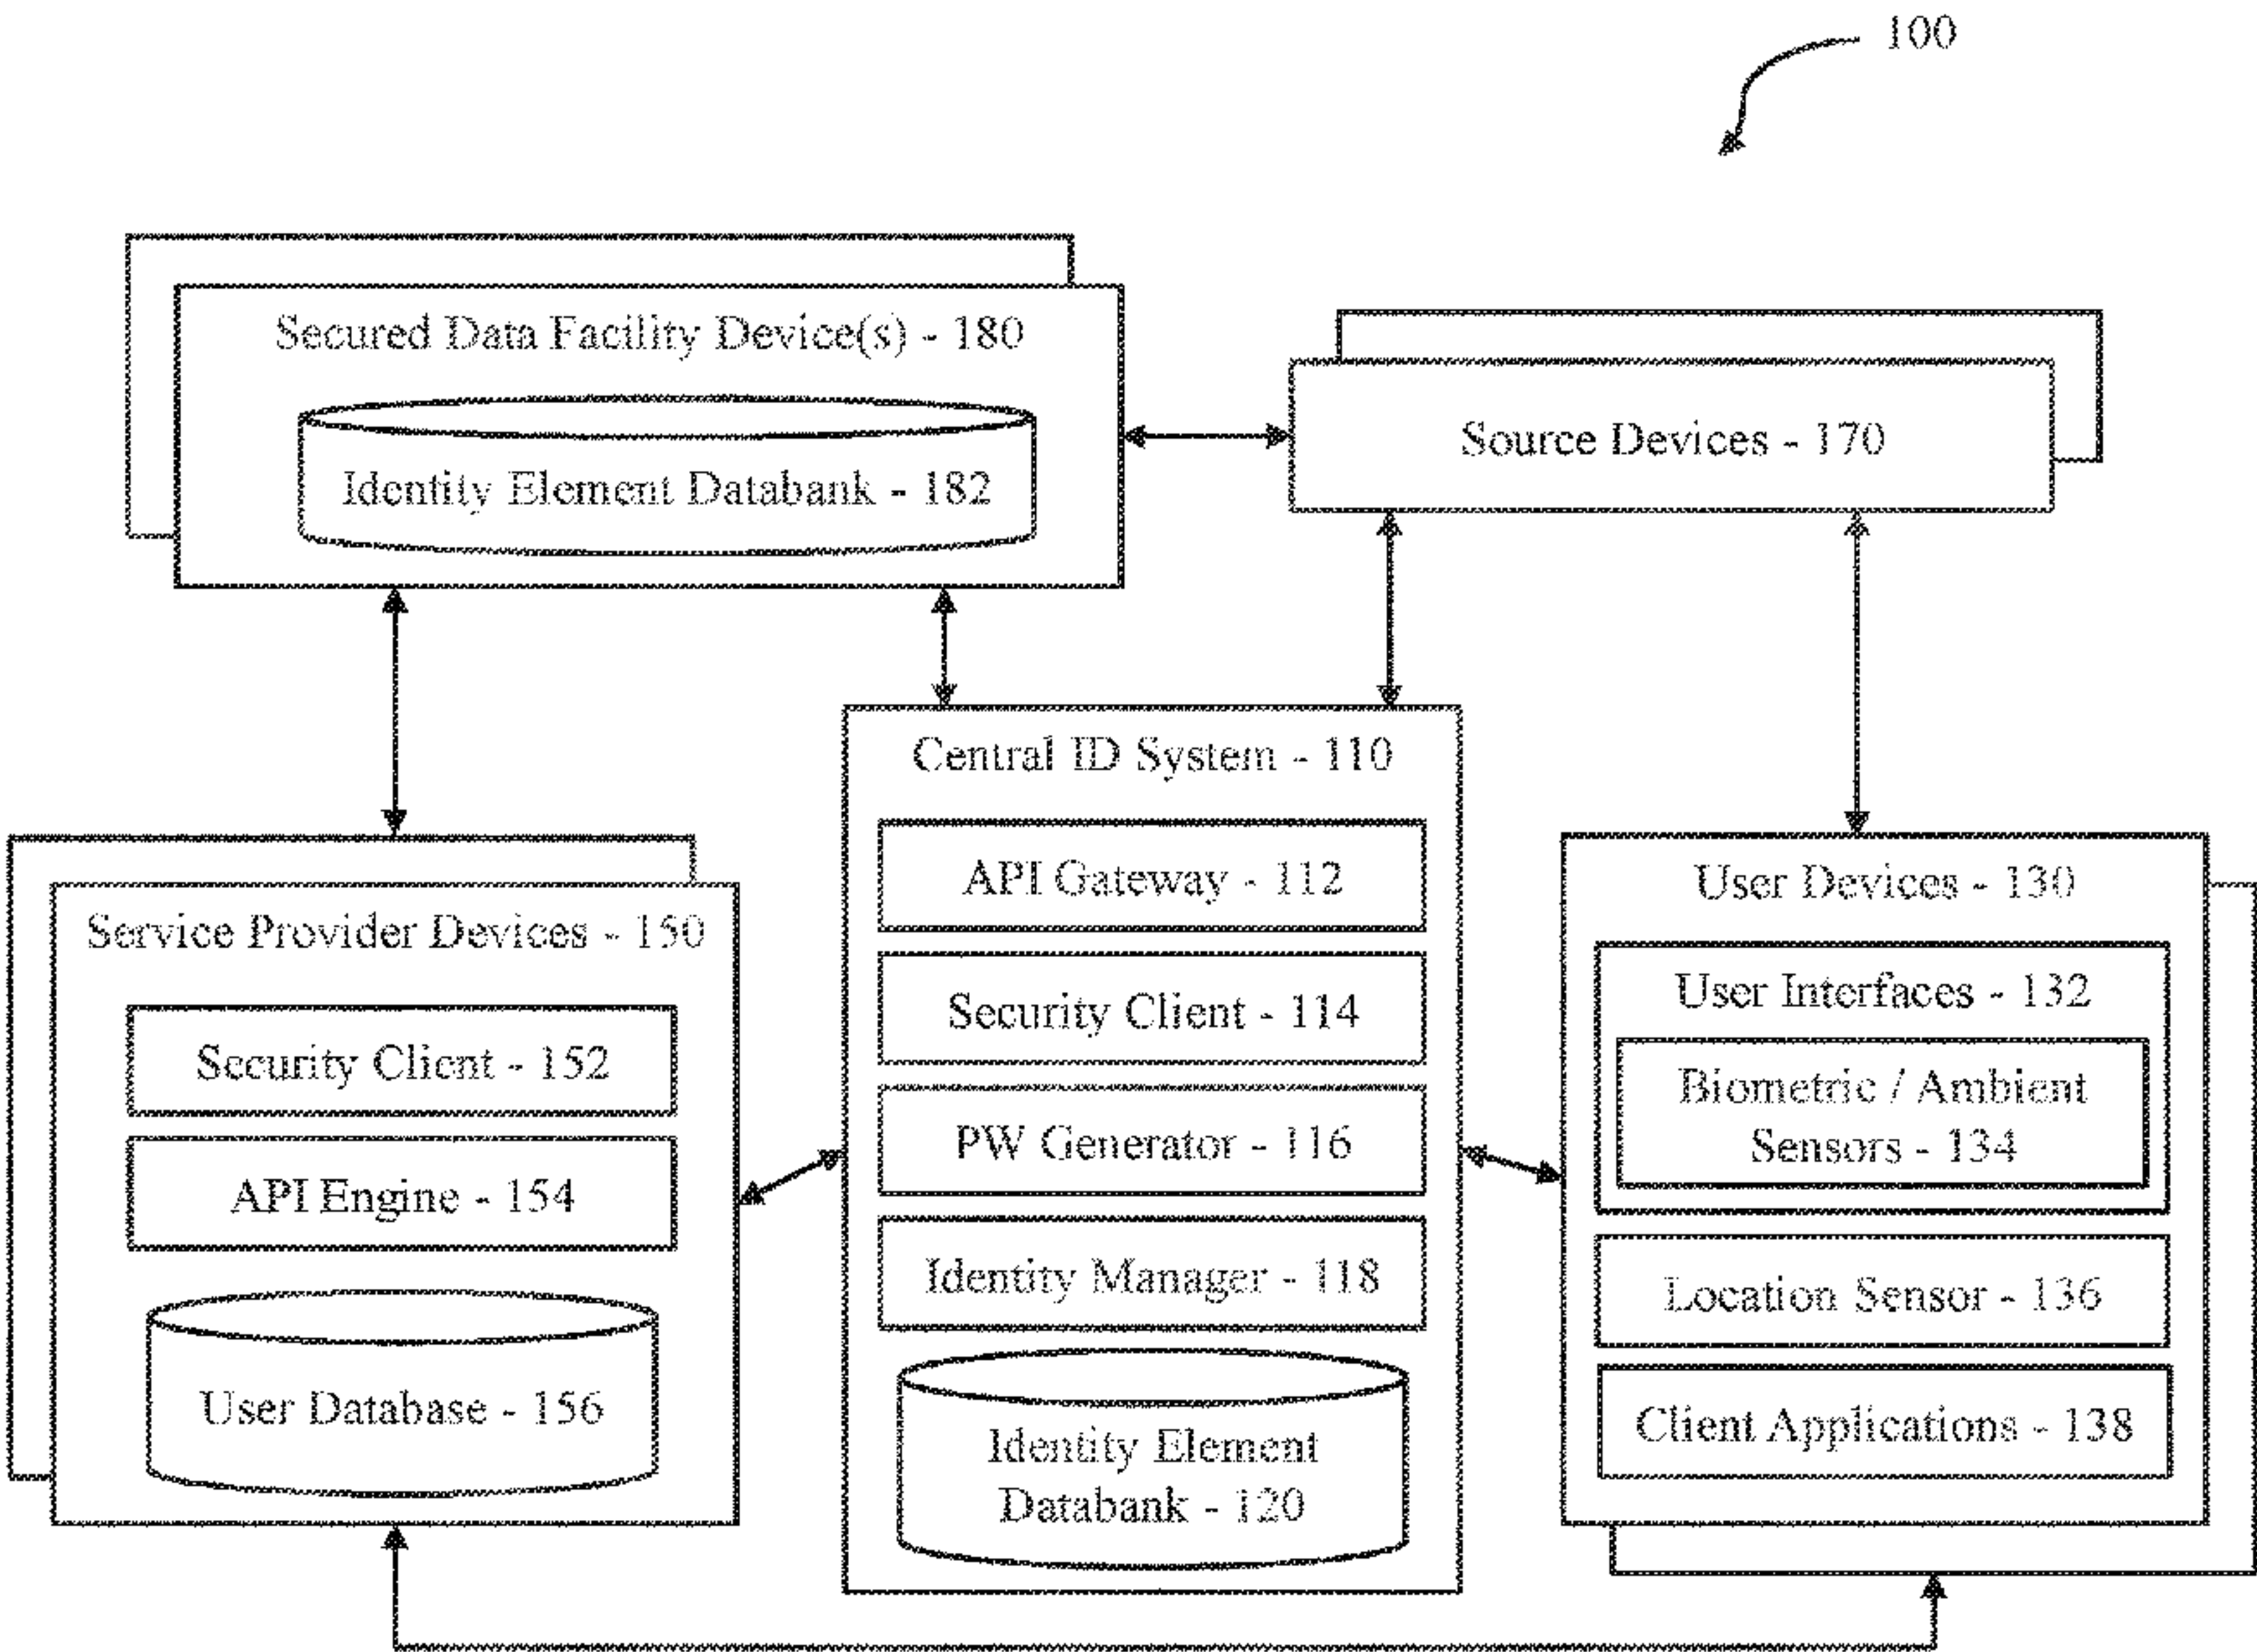 100
Secured Data Facility Device(s) - 180
Identity Element Databank - 182
Source Devices - 170
Central ID System - 110
API Gateway - 112
Security Client - 114
PW Generator - 116
Identity Manager - 118
Identity Element
Databank - 120
Service Provider Devices - 150
Security Client - 152
API Engine - 154
User Database - 156
User Devices - 130
User Interfaces - 132
Biometric / Ambient
Sensors - 134
Location Sensor - 136
Client Applications - 138